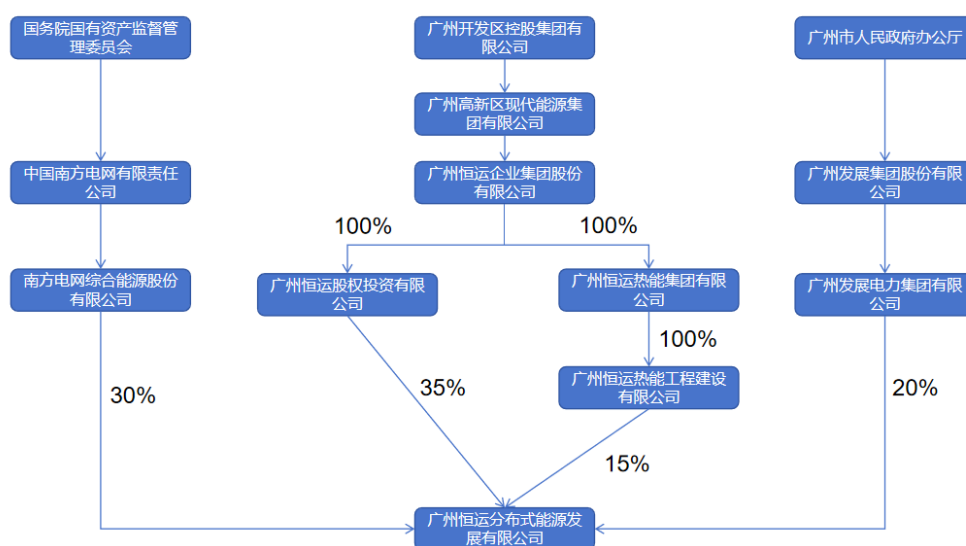 国务院国有资产监督管
理委员会
广州开发区控股集团有
限公司
广州市人民政府办公厅
广州高新区现代能源集
团有限公司
中国南方电网有限责任
公司
广州恒运企业集团股份
有限公司
广州发展集团股份有限
公司
100%
100%
南方电网综合能源股份
有限公司
广州恒运股权投资有限
公司
广州恒运热能集团有限
公司
广州发展电力集团有限
公司
100%
30%
35%
广州恒运热能工程建设
有限公司
20%
15%
广州恒运分布式能源发
展有限公司